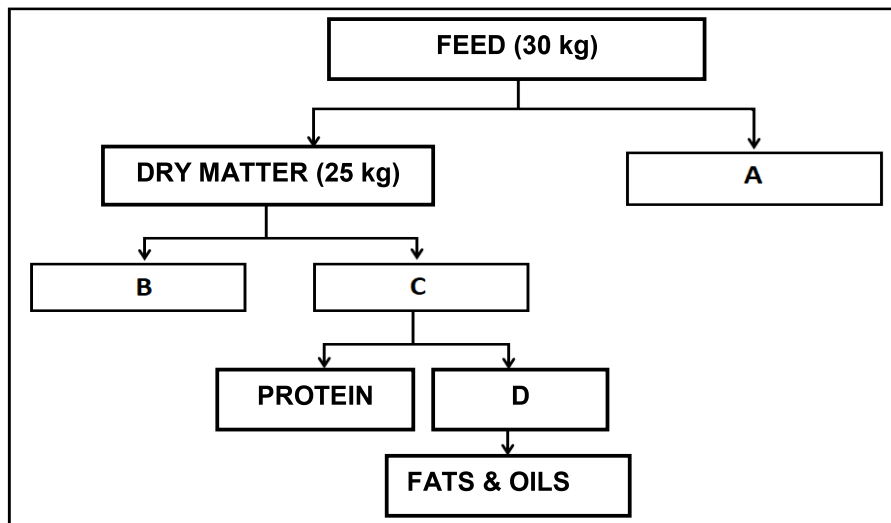 FEED (30 kg)
DRY MATTER (25 kg)
A
B
C
PROTEIN
D
FATS & OILS